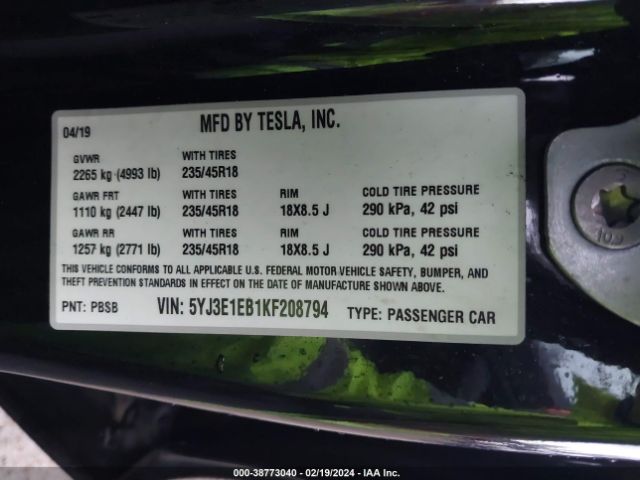 04/19 MFD BY TESLA, INC.
GVWR WITH TIRES
2265 kg (4993 lb) 235/45R18
GAWR FRT WITH TIRES RIM COLD TIRE PRESSURE
1110 kg (2447 lb) 235/45R18 18X8.5 J 290 kPa, 42 psi
GAWR RR WITH TIRES RIM COLD TIRE PRESSURE
1257 kg (2771 lb) 235/45R18 18X8.5 J 290 kPa, 42 psi
THIS VEHICLE CONFORMS TO ALL APPLICABLE U.S. FEDERAL MOTOR VEHICLE SAFETY, BUMPER, AND
THEFT PREVENTION STANDARDS IN EFFECT ON THE DATE OF MANUFACTURE SHOWN ABOVE.
PNT: PBSB VIN: 5YJ3E1EB1KF208794 TYPE: PASSENGER CAR
000-38773040 - 02/19/2024 - IAA Inc.